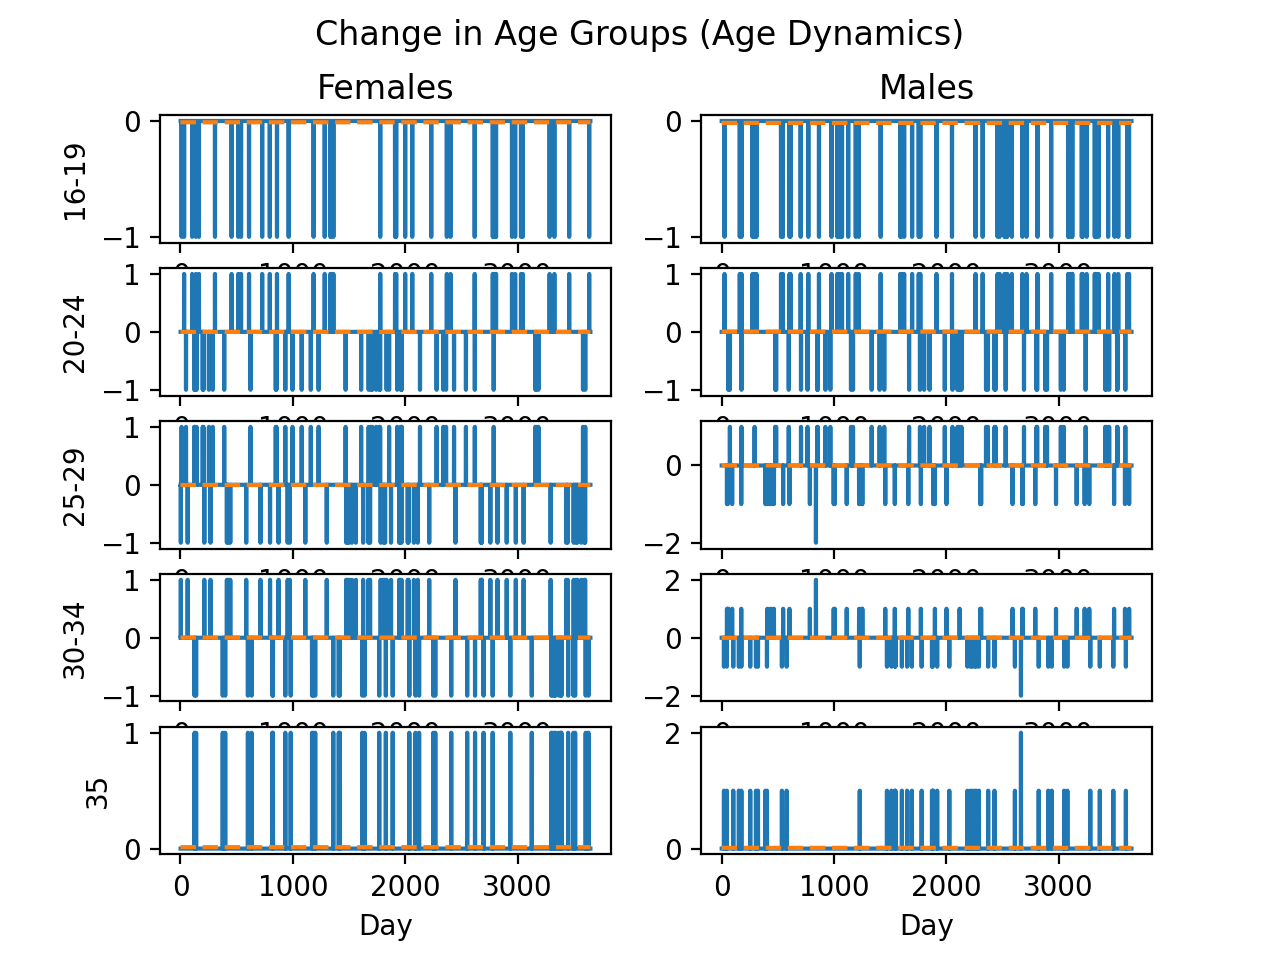 Change in Age Groups (Age Dynamics)
Females Males
16-19 0 −1 0 −1
20-24 1 0 −1 1 0 −1
25-29 1 0 −1 0 −2
30-34 1 0 −1 2 0 −2
35 1 0 2 0
0 1000 2000 3000 0 1000 2000 3000
Day Day